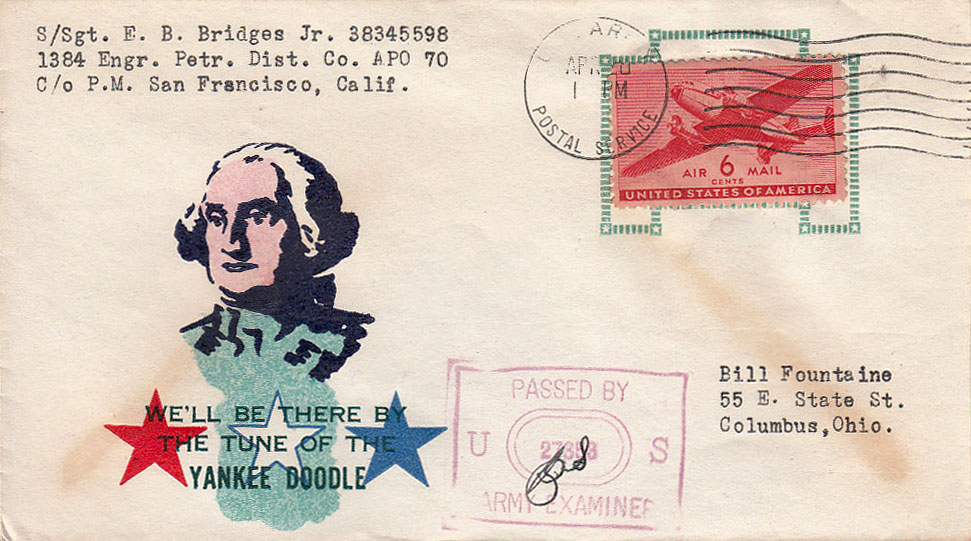 S/Sgt. E. B. Bridges Jr. 38345598
1384 Engr. Petr. Dist. Co. APO 70
C/o P.M. San Francisco, Calif.
APR
1 PM
POSTAL SERVICE
AIR 6 MAIL
CENTS
UNITED STATES OF AMERICA
WE'LL BE THERE BY
THE TUNE OF THE
YANKEE DOODLE
PASSED BY
U S
ARMY EXAMINER
Bill Fountaine
55 E. State St.
Columbus,Ohio.